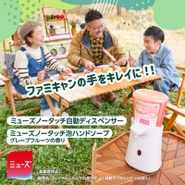 ファミキャンの手をキレイに!!
ミューズノータッチ自動ディスペンサー
ミューズノータッチ泡ハンドソープ
グレープフルーツの香り
ミューズ